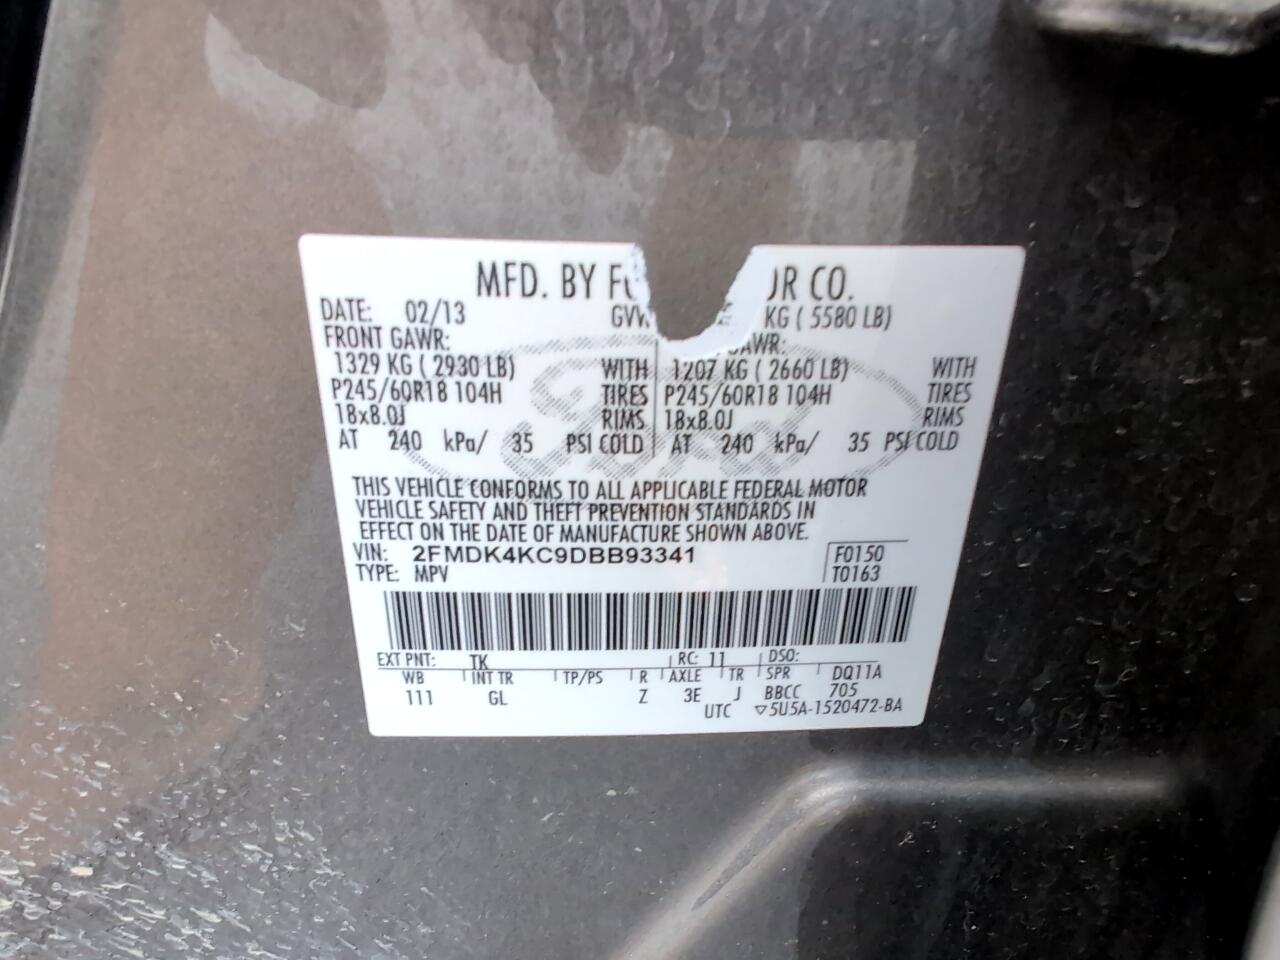 MFD. BY CO.
DATE: 02/13 KG ( 5580 LB)
FRONT GAWR:
1329 KG ( 2930 LB) WITH 1207 KG ( 2660 LB) WITH
P245/60R18 104H TIRES P245/60R18 104H TIRES
18x8.0J RIMS 18x8.0J RIMS
AT 240 kPa/ 35 PSI COLD AT 240 kPa/ 35 PSI COLD
Ford
THIS VEHICLE CONFORMS TO ALL APPLICABLE FEDERAL MOTOR
VEHICLE SAFETY AND THEFT PREVENTION STANDARDS IN
EFFECT ON THE DATE OF MANUFACTURE SHOWN ABOVE.
VIN: 2FMDK4KC9DBB93341 F0150
TYPE: MPV T0163
EXT PNT: TK RC: 11 DSO:
WB INT TR TP/PS R AXLE TR SPR DQ11A
111 GL Z 3E J BBCC 705
UTC ▽5U5A-1520472-BA